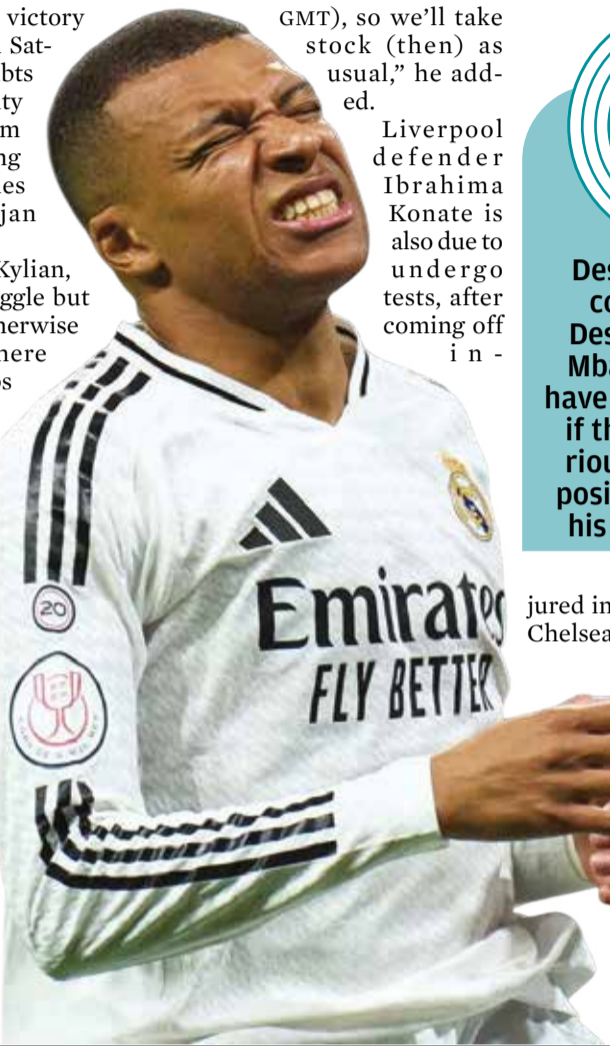 victory
Sat-
bts
ty
m
ng
es
jan
Kylian,
ggle but
herwise
here
os
GMT), so we'll take
stock (then) as
usual,” he add-
ed.
Liverpool
defender
Ibrahima
Konate is
also due to
undergo
tests, after
coming off
in-
Des
co
Des
Mba
have
if th
riou
posi
his
jured in
Chelsea
20
Emirates
FLY BETTER